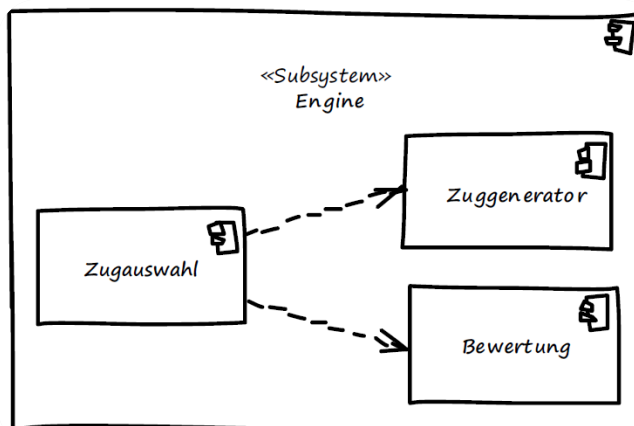 «Subsystem»
Engine
Zuggenerator
Zugauswahl
Bewertung